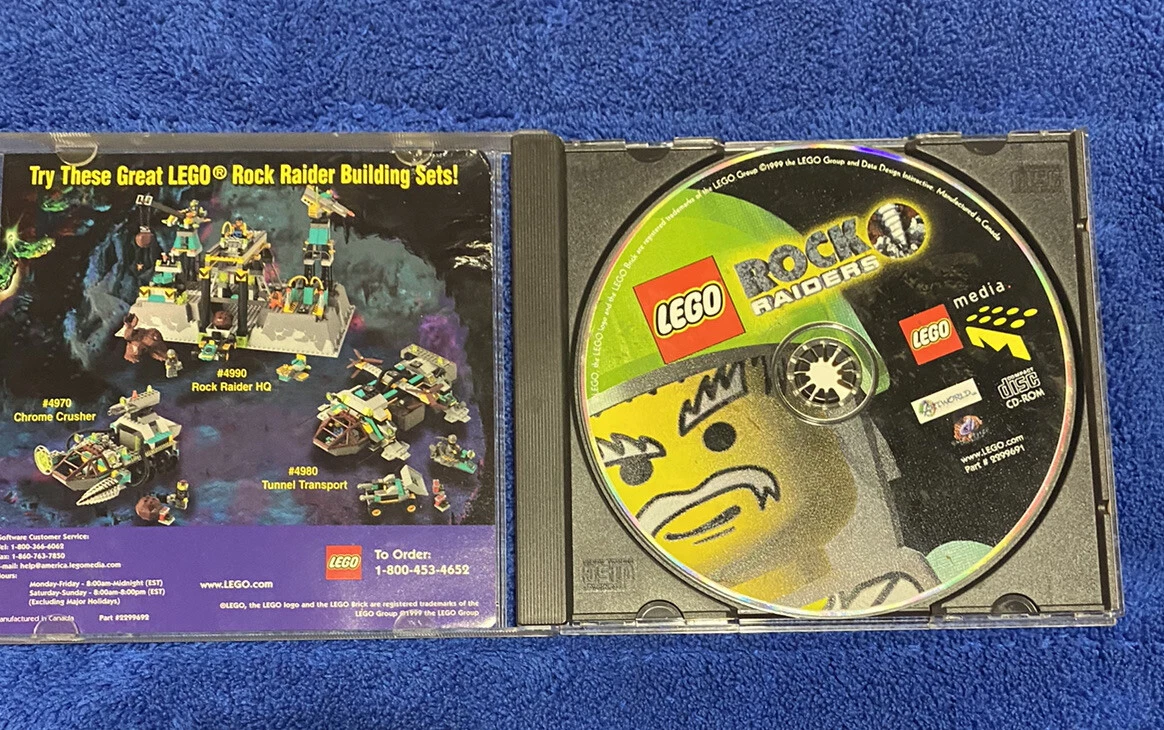 Try These Great LEGO® Rock Raider Building Sets!
#4990
Rock Raider HQ
#4970
Chrome Crusher
#4980
Tunnel Transport
Software Customer Service:
Tel: 1-800-366-6062
Fax: 1-860-763-7850
E-mail: help@america.legomedia.com
Hours:
Monday-Friday - 8:00am-Midnight (EST)
Saturday-Sunday - 8:00am-8:00pm (EST)
(Excluding Major Holidays)
Manufactured in Canada
Part #2299692
www.LEGO.com
LEGO
To Order:
1-800-453-4652
©LEGO, the LEGO logo and the LEGO Brick are registered trademarks of the
LEGO Group ©1999 the LEGO Group
LEGO, the LEGO logo and the LEGO Brick are registered trademarks of the LEGO Group ©1999 the LEGO Group and Data Design Interactive. Manufactured in Canada
LEGO
ROCK
RAIDERS
LEGO
media.
ARTWORLD
COMPACT
disc
CD-ROM
www.LEGO.com
Part # 2299691